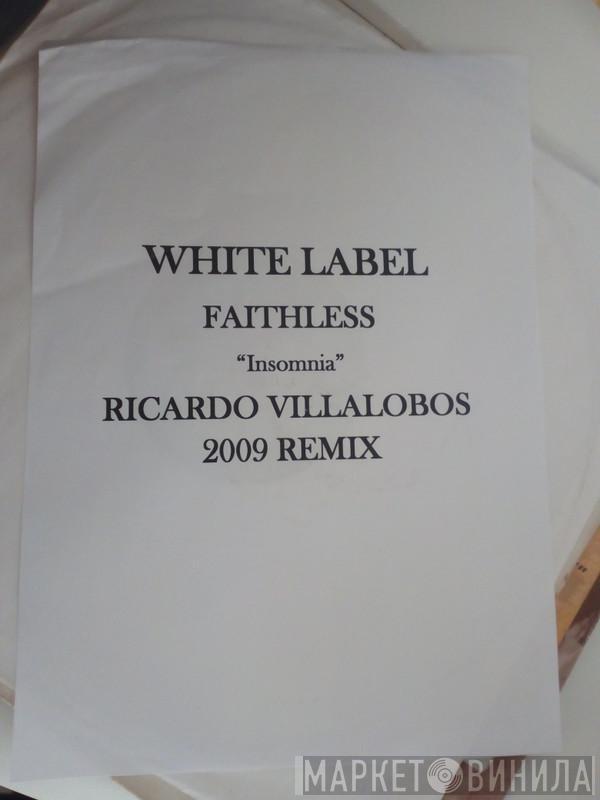 WHITE LABEL
FAITHLESS
“Insomnia”
RICARDO VILLALOBOS
2009 REMIX
МАРКЕТ ВИНИЛА